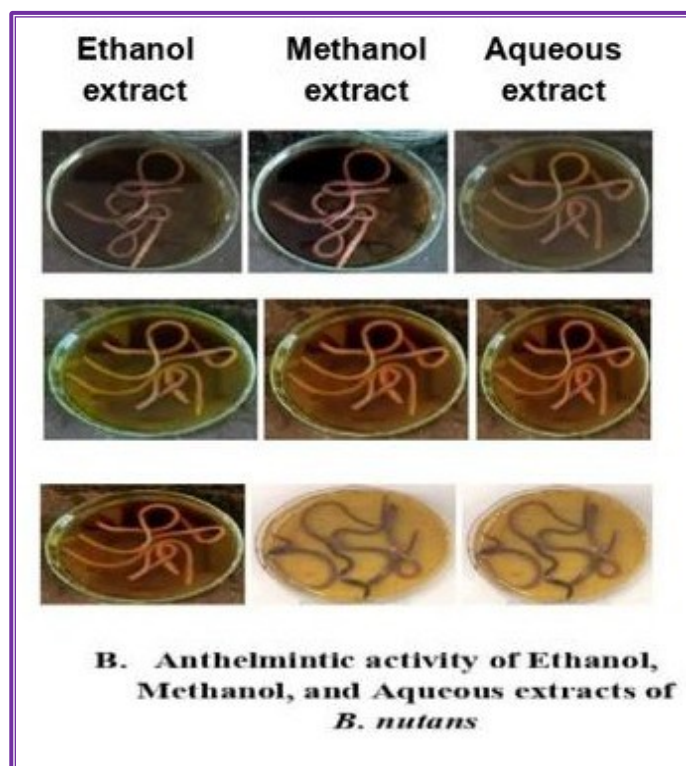 Ethanol extract
Methanol extract
Aqueous extract
B. Anthelmintic activity of Ethanol,
Methanol, and Aqueous extracts of
B. nutans